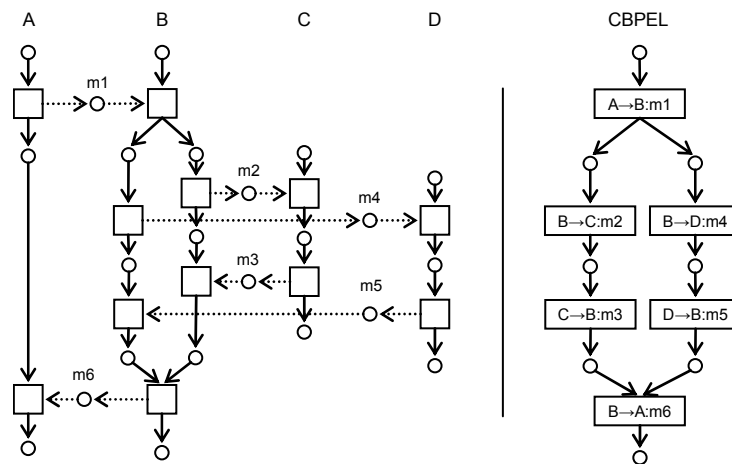 A B C D CBPEL
m1
A→B:m1
m2
m4
B→C:m2 B→D:m4
m3
m5
C→B:m3 D→B:m5
m6
B→A:m6